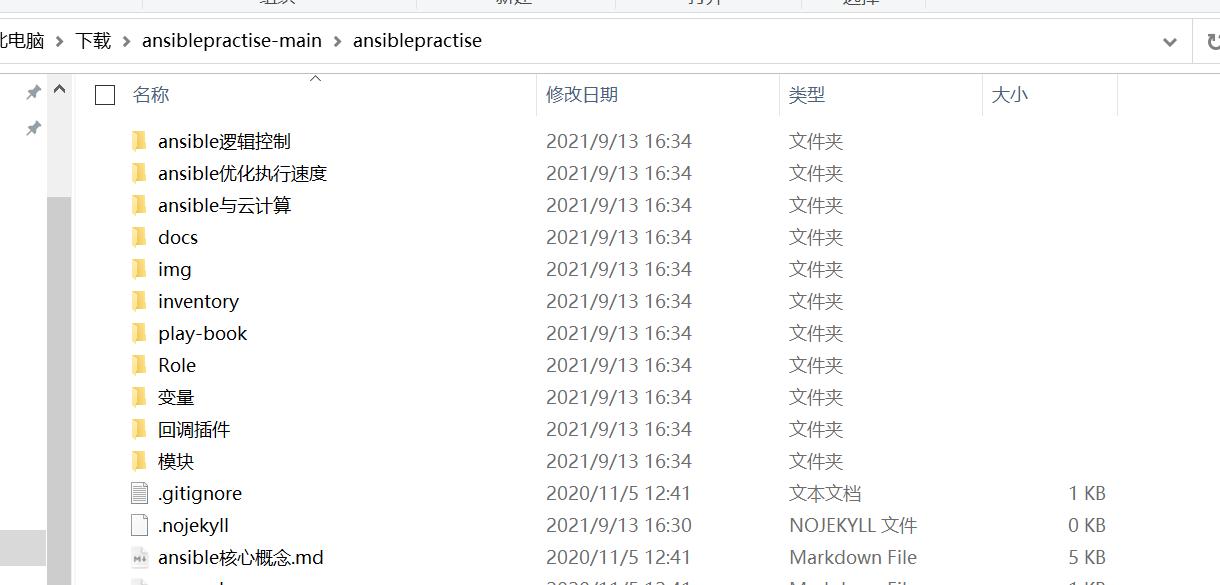 下载 ansiblepractise-main ansiblepractise
名称 修改日期 类型 大小
ansible逻辑控制 2021/9/13 16:34 文件夹
ansible优化执行速度 2021/9/13 16:34 文件夹
ansible与云计算 2021/9/13 16:34 文件夹
docs 2021/9/13 16:34 文件夹
img 2021/9/13 16:34 文件夹
inventory 2021/9/13 16:34 文件夹
play-book 2021/9/13 16:34 文件夹
Role 2021/9/13 16:34 文件夹
变量 2021/9/13 16:34 文件夹
回调插件 2021/9/13 16:34 文件夹
模块 2021/9/13 16:34 文件夹
.gitignore 2020/11/5 12:41 文本文档 1 KB
.nojekyll 2021/9/13 16:30 NOJEKYLL 文件 0 KB
ansible核心概念.md 2020/11/5 12:41 Markdown File 5 KB